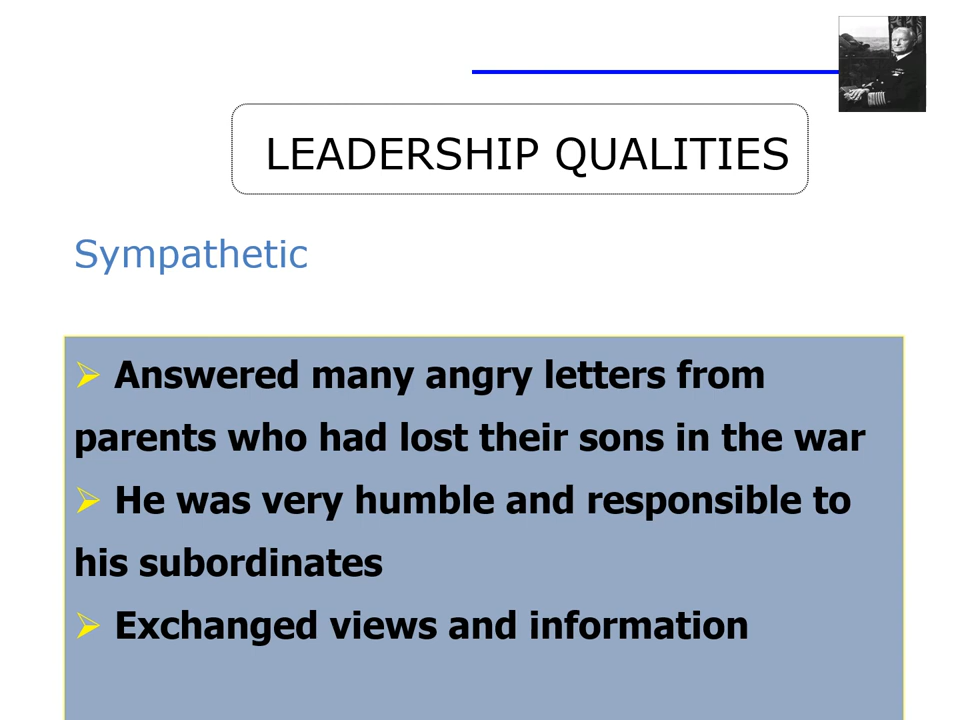 LEADERSHIP QUALITIES
Sympathetic
➢ Answered many angry letters from
parents who had lost their sons in the war
➢ He was very humble and responsible to
his subordinates
➢ Exchanged views and information